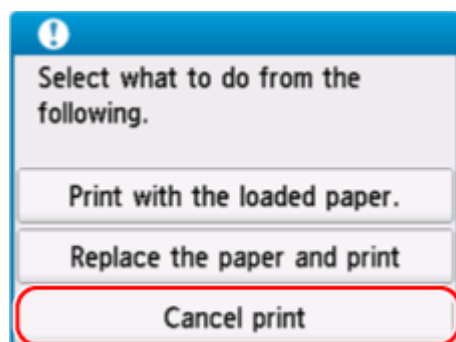 Select what to do from the
following.
Print with the loaded paper.
Replace the paper and print
Cancel print